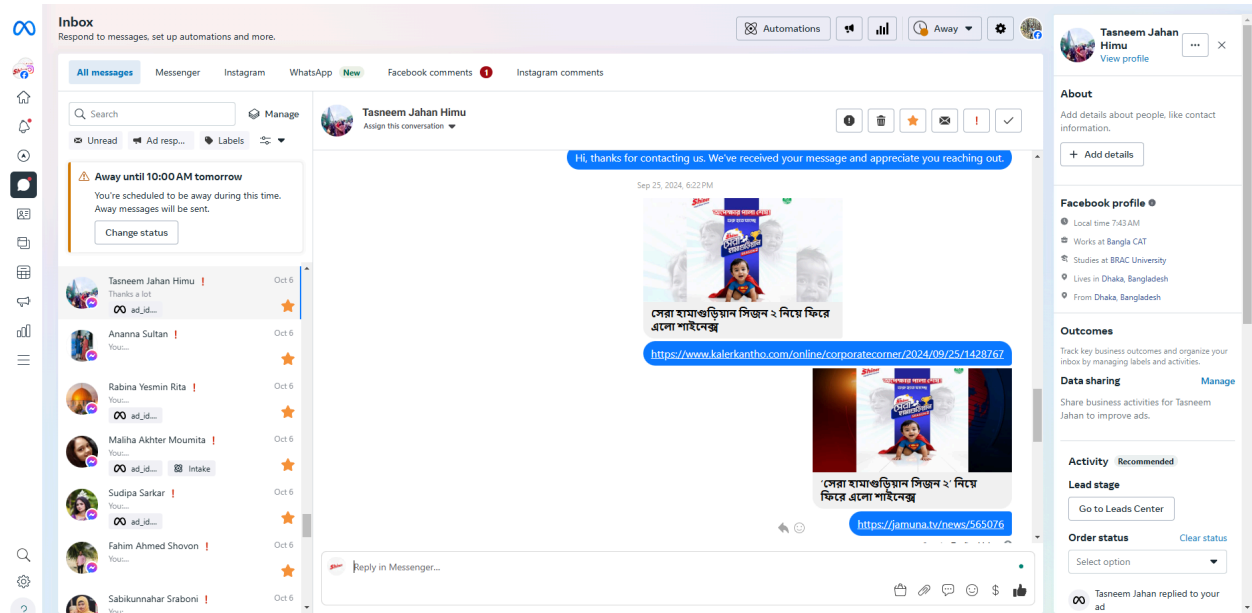 Inbox
Respond to messages, set up automations and more.
Automations
Away
All messages
Messenger
Instagram
WhatsApp New
Facebook comments 1
Instagram comments
Search
Manage
Unread
Ad resp...
Labels
Away until 10:00 AM tomorrow
You're scheduled to be away during this time.
Away messages will be sent.
Change status
Tasneem Jahan Himu ❗ Oct 6
Thanks a lot
ad_id....
Ananna Sultan ❗ Oct 6
You:...
Rabina Yesmin Rita ❗ Oct 6
You:...
ad_id....
Maliha Akhter Moumita ❗ Oct 6
You:...
ad_id.... Intake
Sudipa Sarkar ❗ Oct 6
You:...
ad_id....
Fahim Ahmed Shovon ❗ Oct 6
You:...
Sabikunnahar Sraboni ❗ Oct 6
You:
Tasneem Jahan Himu
Assign this conversation
Hi, thanks for contacting us. We've received your message and appreciate you reaching out.
Sep 25, 2024, 6:22 PM
Shinex
সেরা হামাগুড়িয়ান সিজন ২ নিয়ে ফিরে
এলো শাইনেক্স
https://www.kalerkantho.com/online/corporatecorner/2024/09/25/1428767
Shinex
'সেরা হামাগুড়িয়ান সিজন ২' নিয়ে
ফিরে এলো শাইনেক্স
https://jamuna.tv/news/565076
Reply in Messenger...
Tasneem Jahan
Himu
View profile
About
Add details about people, like contact
information.
+ Add details
Facebook profile
Local time 7:43 AM
Works at Bangla CAT
Studies at BRAC University
Lives in Dhaka, Bangladesh
From Dhaka, Bangladesh
Outcomes
Track key business outcomes and organize your
inbox by managing labels and activities.
Data sharing Manage
Share business activities for Tasneem
Jahan to improve ads.
Activity Recommended
Lead stage
Go to Leads Center
Order status Clear status
Select option
Tasneem Jahan replied to your
ad